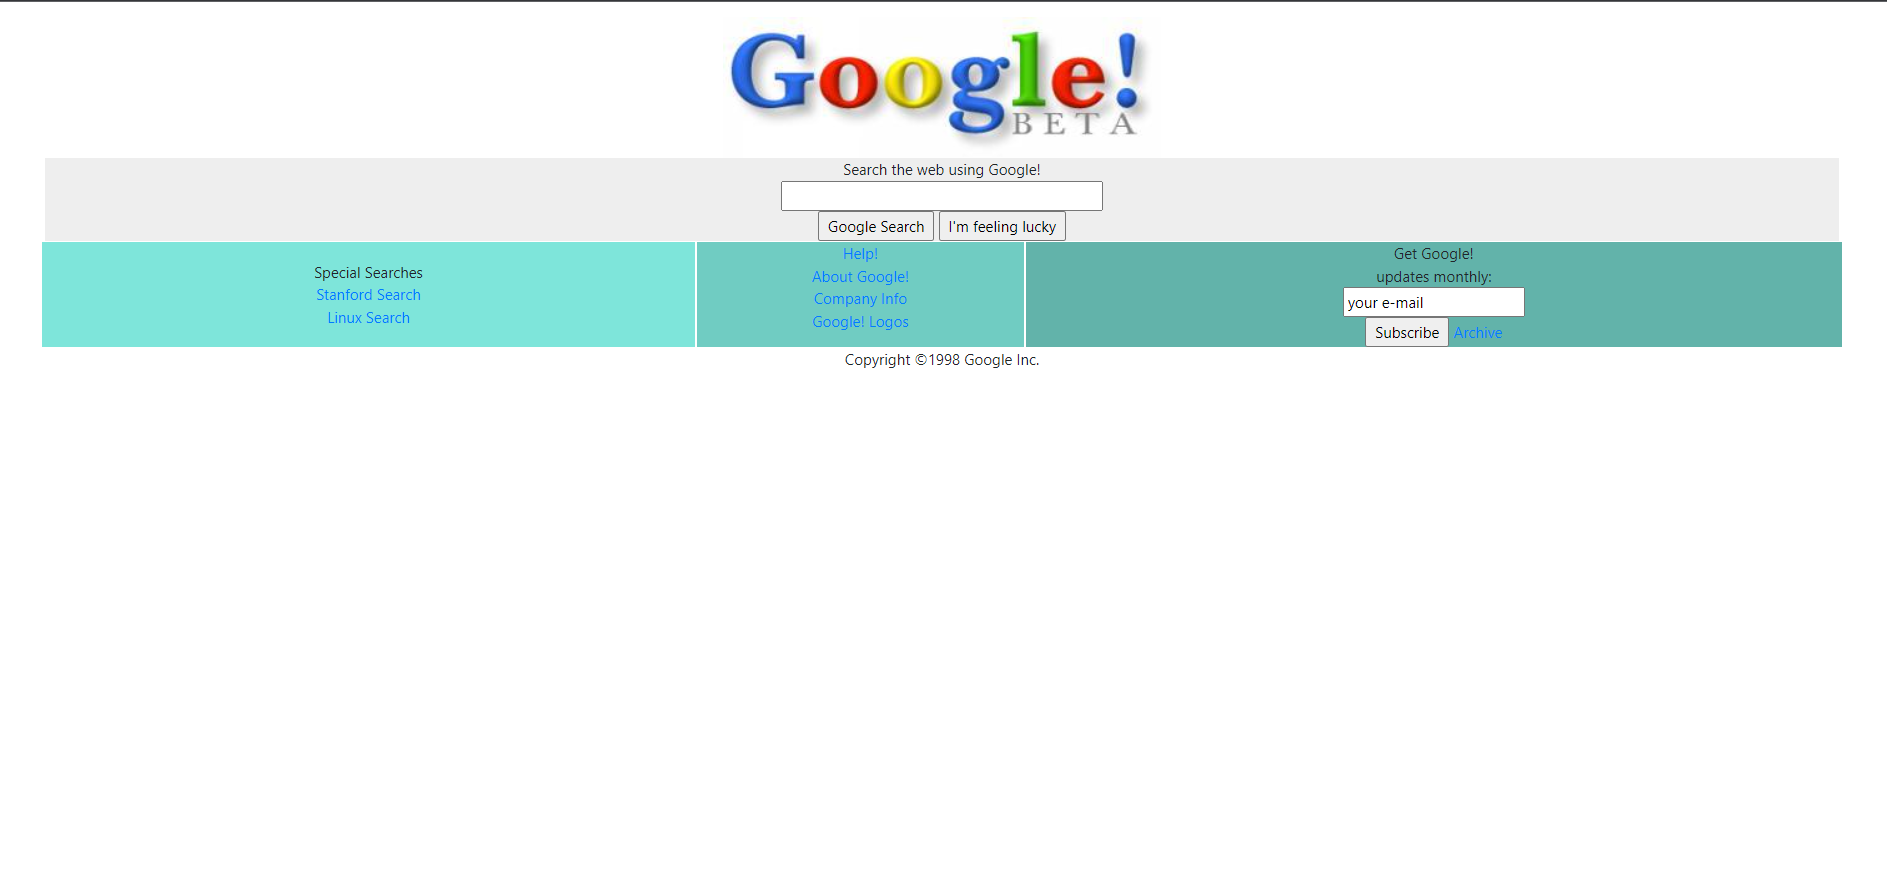 Google!
BETA
Search the web using Google!
Google Search I'm feeling lucky
Special Searches
Stanford Search
Linux Search
Help!
About Google!
Company Info
Google! Logos
Get Google!
updates monthly:
your e-mail
Subscribe Archive
Copyright ©1998 Google Inc.